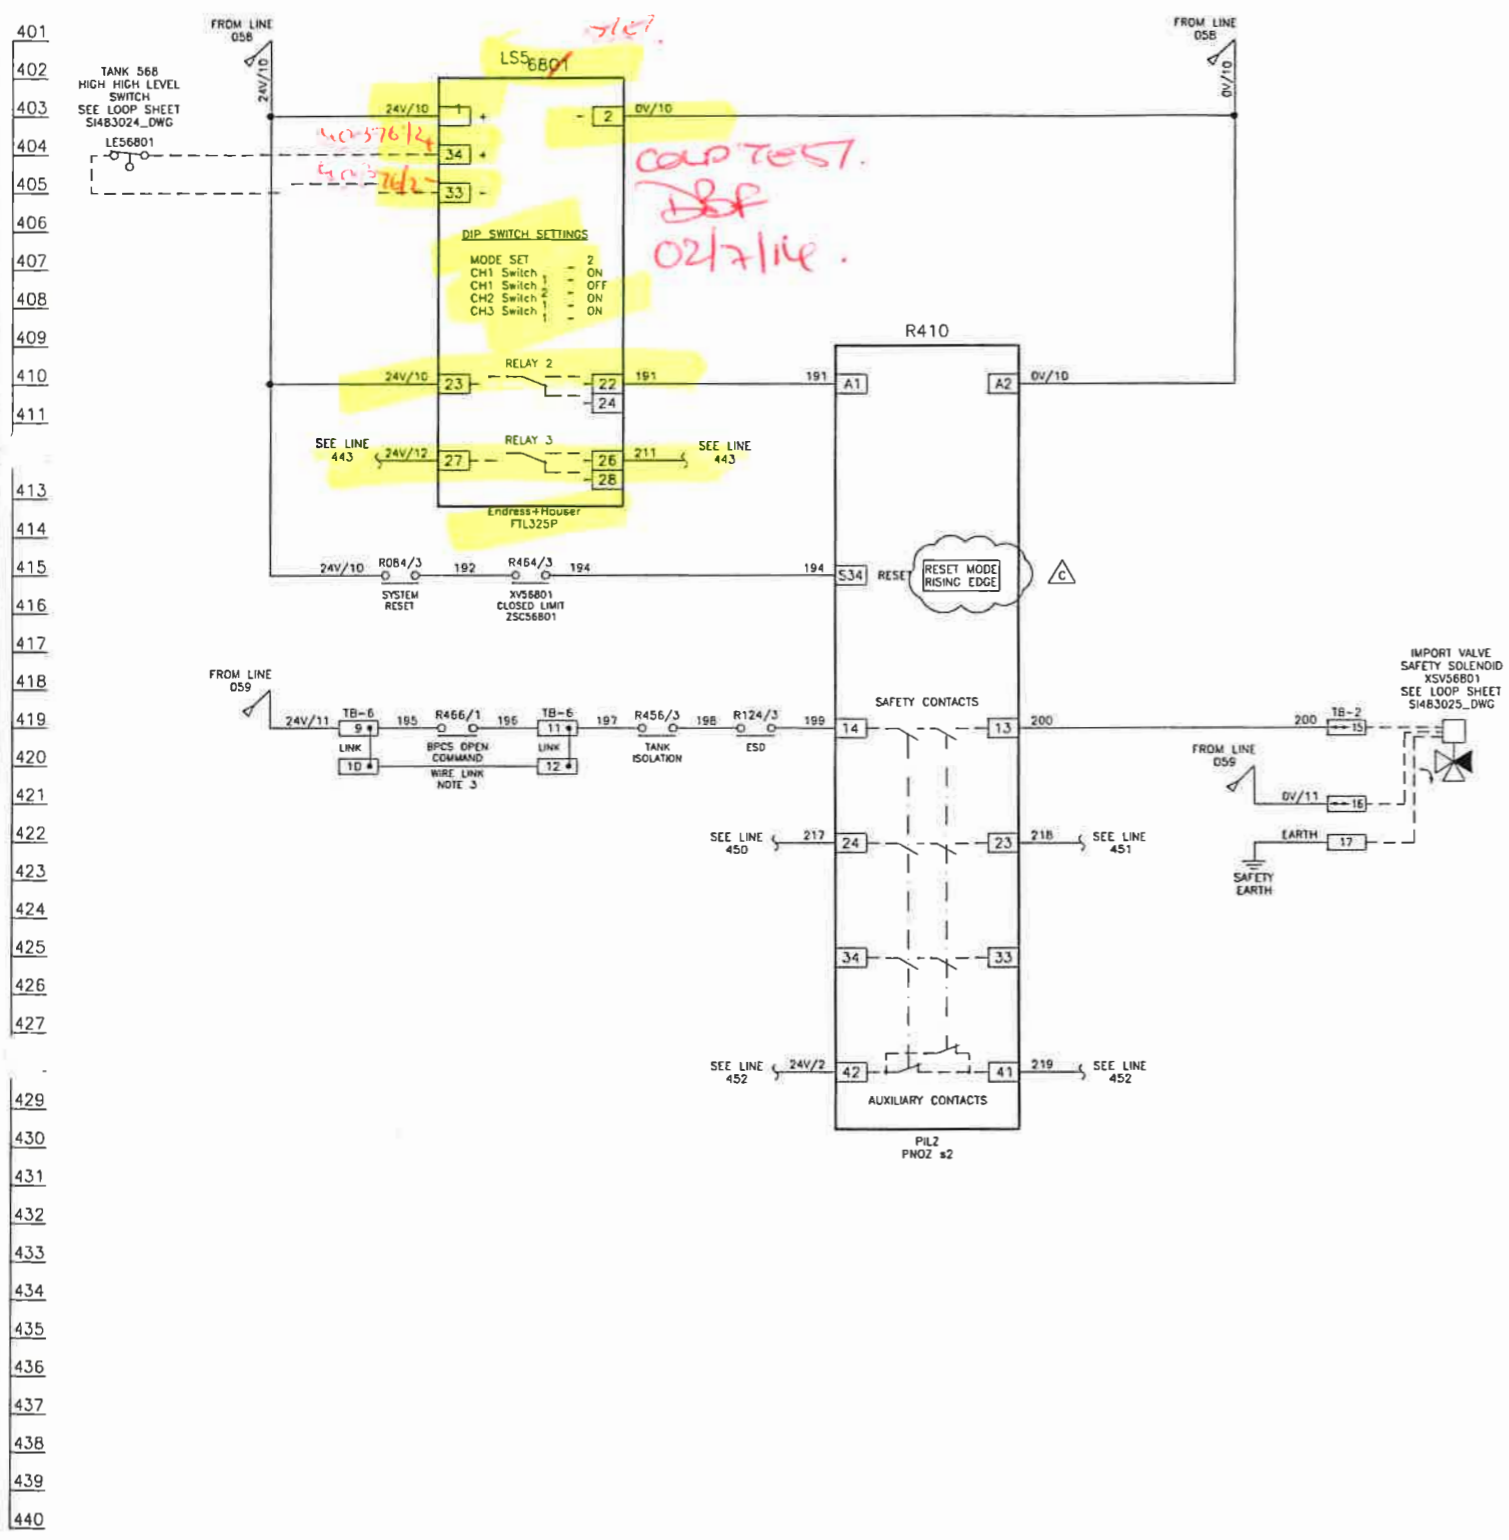 401
402
403
404
405
406
407
408
409
410
411
413
414
415
416
417
418
419
420
421
422
423
424
425
426
427
429
430
431
432
433
434
435
436
437
438
439
440
FROM LINE
058
24V/10
TANK 568
HIGH HIGH LEVEL
SWITCH
SEE LOOP SHEET
SI483024_DWG
LE56801
LS5
6801
24V/10
1 +
- 2
0V/10
34 +
33 -
COLD TEST.
02/7/14.
DIP SWITCH SETTINGS
MODE SET - 2
CH1 Switch 1 - ON
CH1 Switch 2 - OFF
CH2 Switch 1 - ON
CH3 Switch 1 - ON
24V/10
23
RELAY 2
22
24
191
SEE LINE
443
24V/12
27
RELAY 3
26
28
211
SEE LINE
443
Endress+Houser
FTL325P
FROM LINE
058
0V/10
R410
191
A1
A2
0V/10
24V/10
R084/3
SYSTEM
RESET
192
R464/3
XV56801
CLOSED LIMIT
ZSC56801
194
194
S34
RESET
RESET MODE
RISING EDGE
C
FROM LINE
059
24V/11
TB-6
9
LINK
10
195
R466/1
BPCS OPEN
COMMAND
WIRE LINK
NOTE 3
196
TB-6
11
LINK
12
197
R456/3
TANK
ISOLATION
198
R124/3
ESD
199
14
SAFETY CONTACTS
13
200
200
TB-2
15
IMPORT VALVE
SAFETY SOLENOID
XSV56801
SEE LOOP SHEET
SI483025_DWG
FROM LINE
059
0V/11
16
EARTH
17
SAFETY
EARTH
SEE LINE
450
217
24
23
218
SEE LINE
451
34
33
SEE LINE
452
24V/2
42
41
219
SEE LINE
452
AUXILIARY CONTACTS
PILZ
PNOZ s2